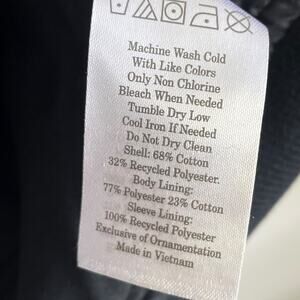 Machine Wash Cold
With Like Colors
Only Non Chlorine
Bleach When Needed
Tumble Dry Low
Cool Iron If Needed
Do Not Dry Clean
Shell: 68% Cotton
32% Recycled Polyester.
Body Lining:
77% Polyester 23% Cotton
Sleeve Lining:
100% Recycled Polyester
Exclusive of Ornamentation
Made in Vietnam